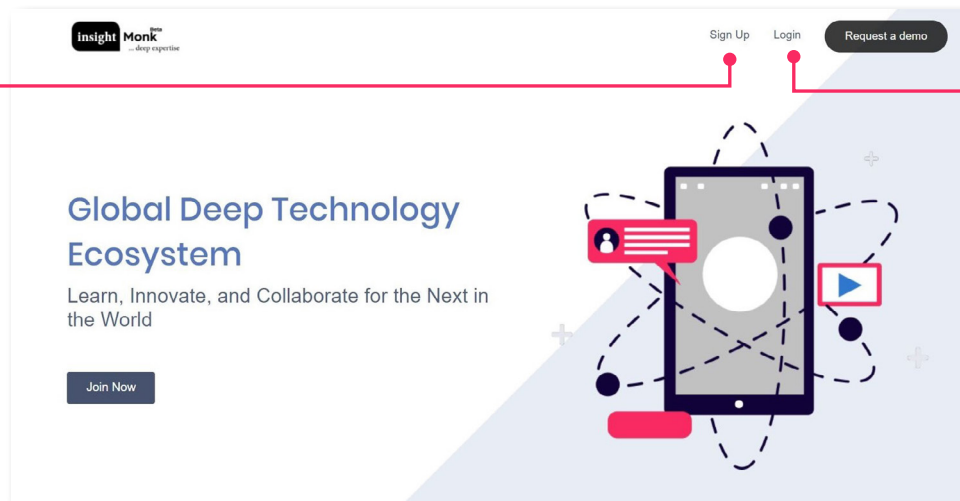 insight Monk Beta
... deep expertise
Sign Up Login Request a demo
Global Deep Technology
Ecosystem
Learn, Innovate, and Collaborate for the Next in
the World
Join Now